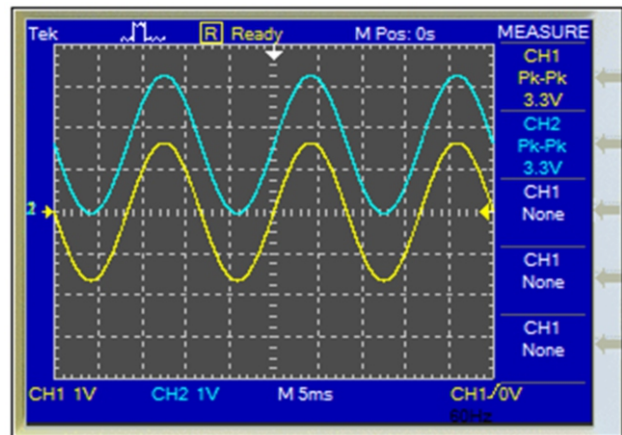 Tek R Ready M Pos: 0s MEASURE
CH1
Pk-Pk
3.3V
CH2
Pk-Pk
3.3V
CH1
None
CH1
None
CH1
None
CH1 1V CH2 1V M 5ms CH1/0V
60Hz